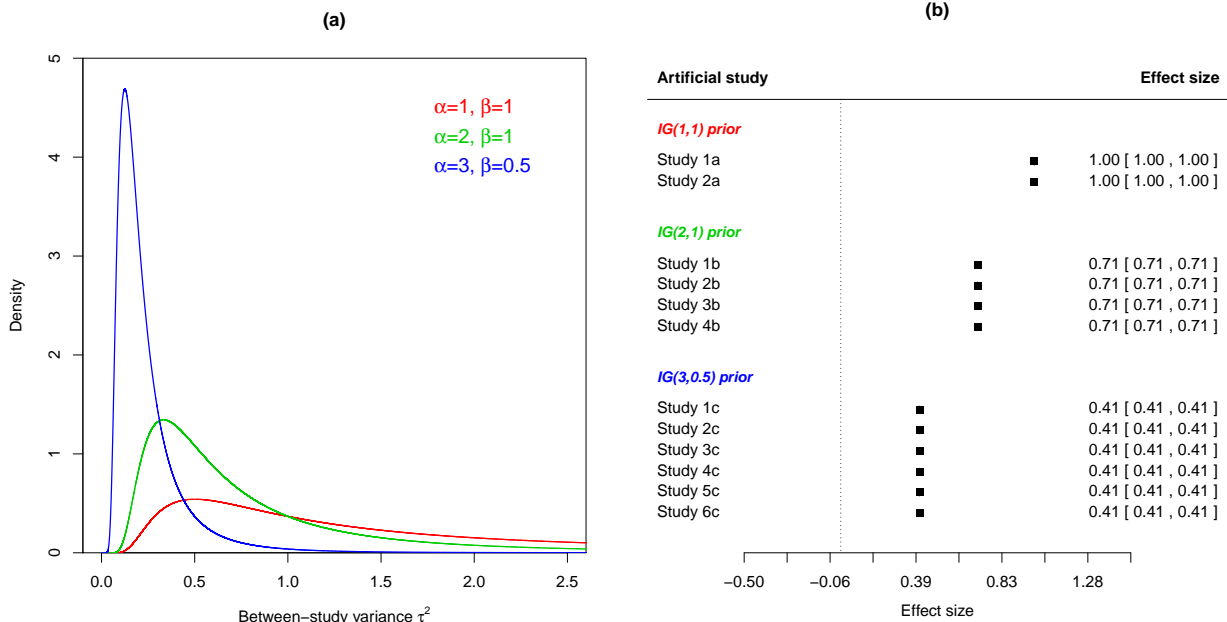 (a)
5
4
3
2
1
0
Density
α=1, β=1
α=2, β=1
α=3, β=0.5
0.0 0.5 1.0 1.5 2.0 2.5
Between−study variance τ²
(b)
Artificial study Effect size
IG(1,1) prior
Study 1a 1.00 [ 1.00 , 1.00 ]
Study 2a 1.00 [ 1.00 , 1.00 ]
IG(2,1) prior
Study 1b 0.71 [ 0.71 , 0.71 ]
Study 2b 0.71 [ 0.71 , 0.71 ]
Study 3b 0.71 [ 0.71 , 0.71 ]
Study 4b 0.71 [ 0.71 , 0.71 ]
IG(3,0.5) prior
Study 1c 0.41 [ 0.41 , 0.41 ]
Study 2c 0.41 [ 0.41 , 0.41 ]
Study 3c 0.41 [ 0.41 , 0.41 ]
Study 4c 0.41 [ 0.41 , 0.41 ]
Study 5c 0.41 [ 0.41 , 0.41 ]
Study 6c 0.41 [ 0.41 , 0.41 ]
−0.50 −0.06 0.39 0.83 1.28
Effect size